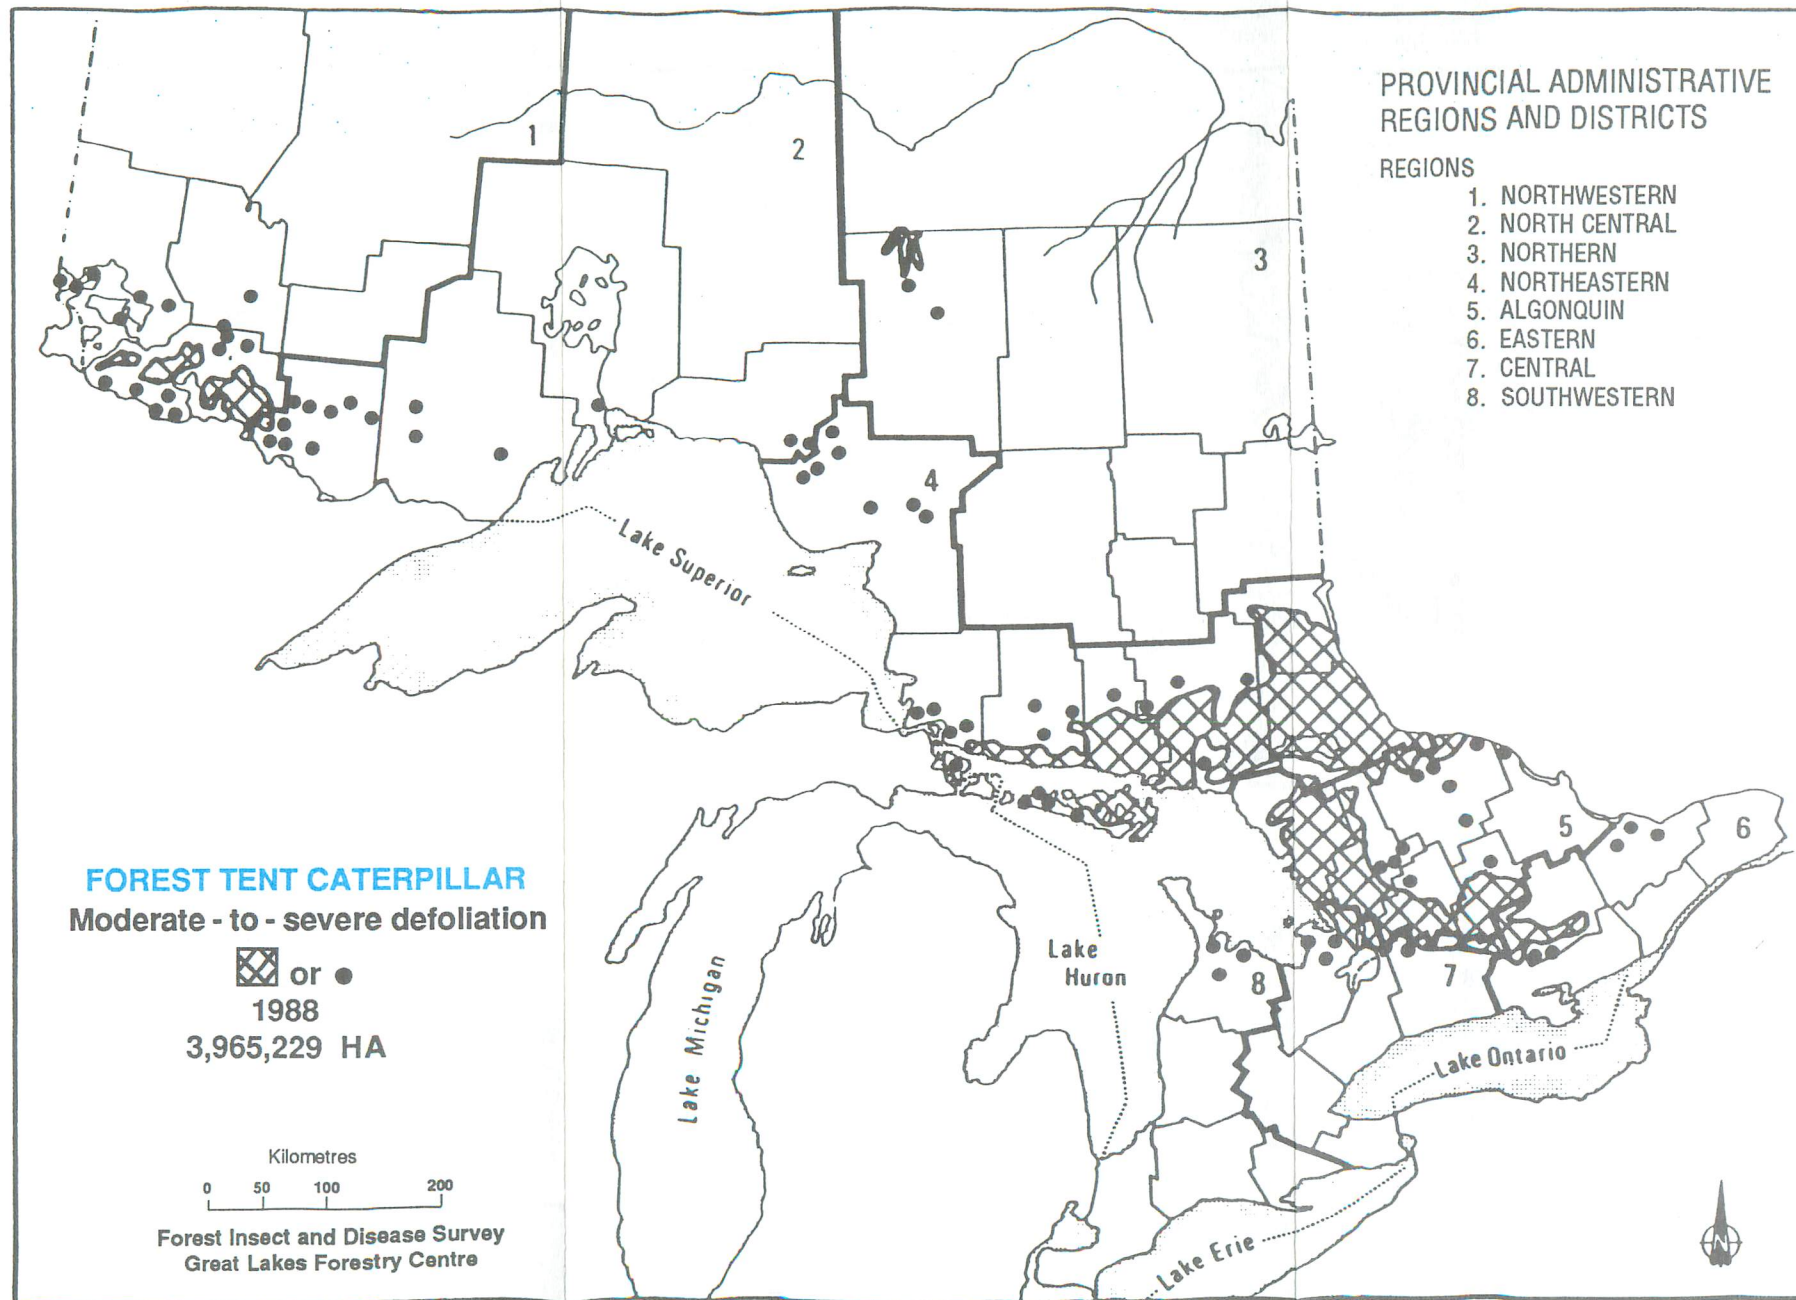 PROVINCIAL ADMINISTRATIVE
REGIONS AND DISTRICTS
REGIONS
1. NORTHWESTERN
2. NORTH CENTRAL
3. NORTHERN
4. NORTHEASTERN
5. ALGONQUIN
6. EASTERN
7. CENTRAL
8. SOUTHWESTERN
1
2
3
4
5
6
7
8
Lake Superior
Lake Michigan
Lake
Huron
Lake Ontario
Lake Erie
FOREST TENT CATERPILLAR
Moderate - to - severe defoliation
or
1988
3,965,229 HA
Kilometres
0 50 100 200
Forest Insect and Disease Survey
Great Lakes Forestry Centre
N